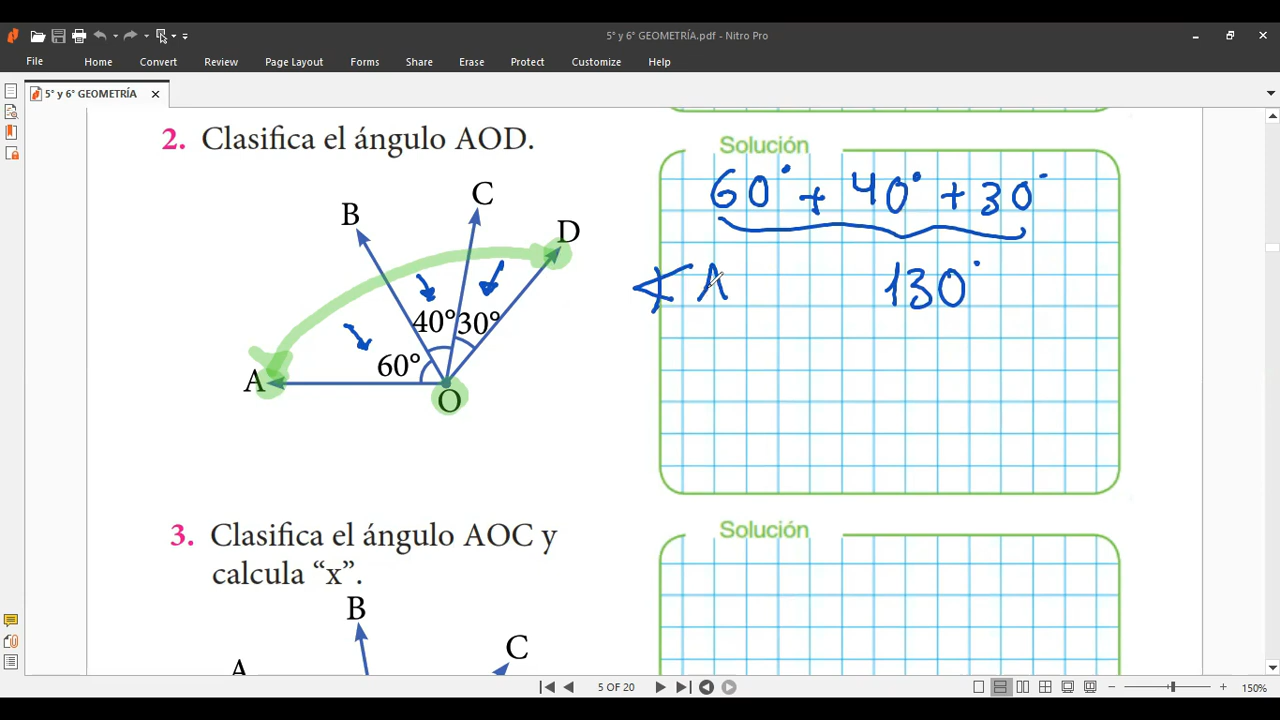 5° y 6° GEOMETRÍA.pdf - Nitro Pro
File Home Convert Review Page Layout Forms Share Erase Protect Customize Help
5° y 6° GEOMETRÍA
2. Clasifica el ángulo AOD.
Solución
60° + 40° + 30°
130°
∢ A
B
C
D
40° 30°
60°
A
O
3. Clasifica el ángulo AOC y
calcula “x”.
Solución
B
C
A
5 OF 20
150%